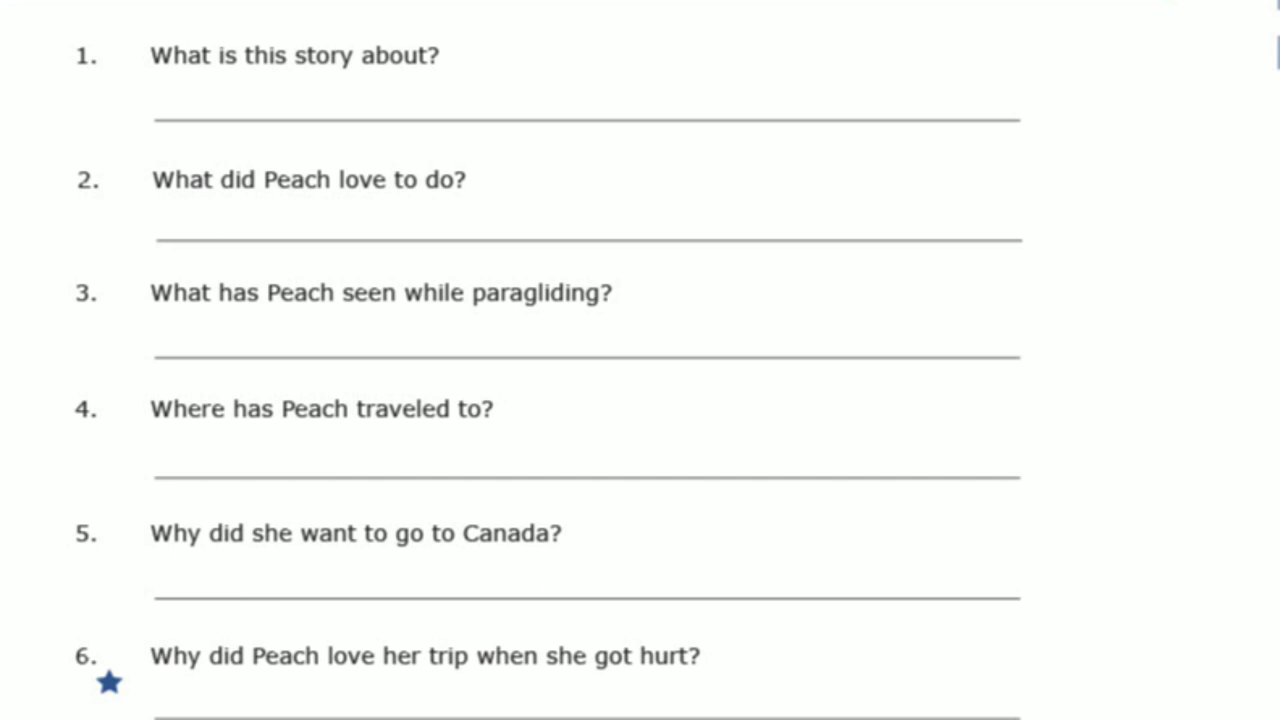 1. What is this story about?
2. What did Peach love to do?
3. What has Peach seen while paragliding?
4. Where has Peach traveled to?
5. Why did she want to go to Canada?
6. Why did Peach love her trip when she got hurt?